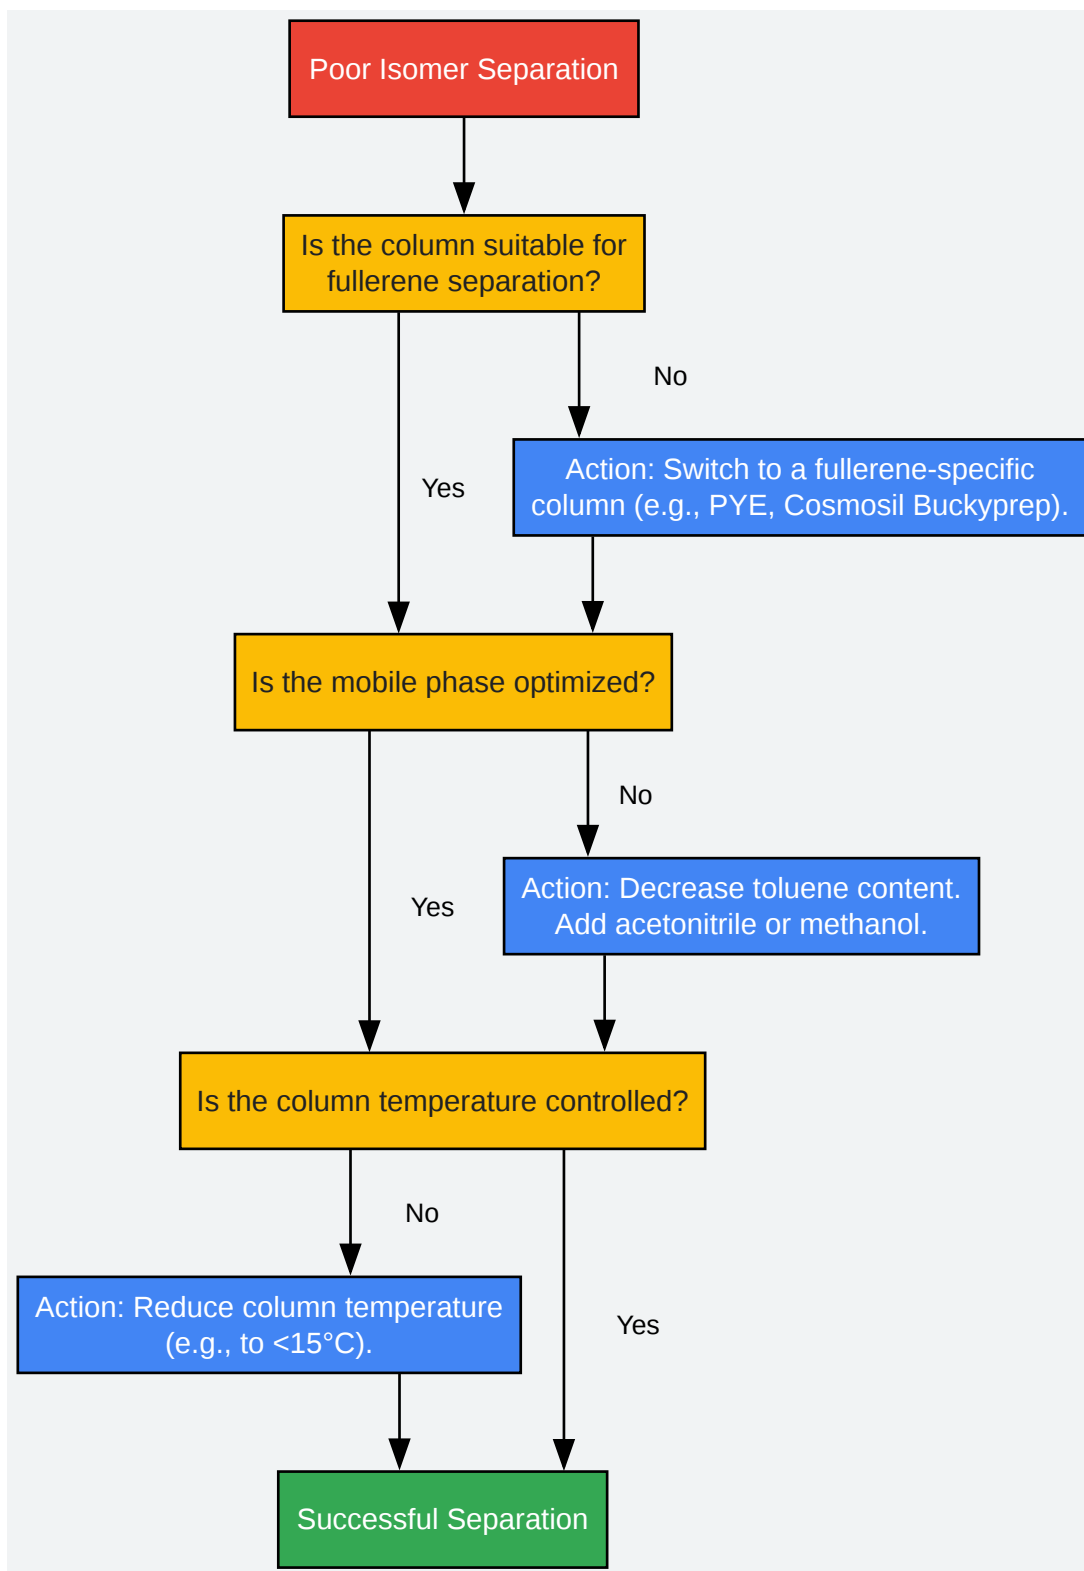 Poor Isomer Separation
Is the column suitable for
fullerene separation?
No
Action: Switch to a fullerene-specific
column (e.g., PYE, Cosmosil Buckyprep).
Yes
Is the mobile phase optimized?
No
Action: Decrease toluene content.
Add acetonitrile or methanol.
Yes
Is the column temperature controlled?
No
Action: Reduce column temperature
(e.g., to <15°C).
Yes
Successful Separation